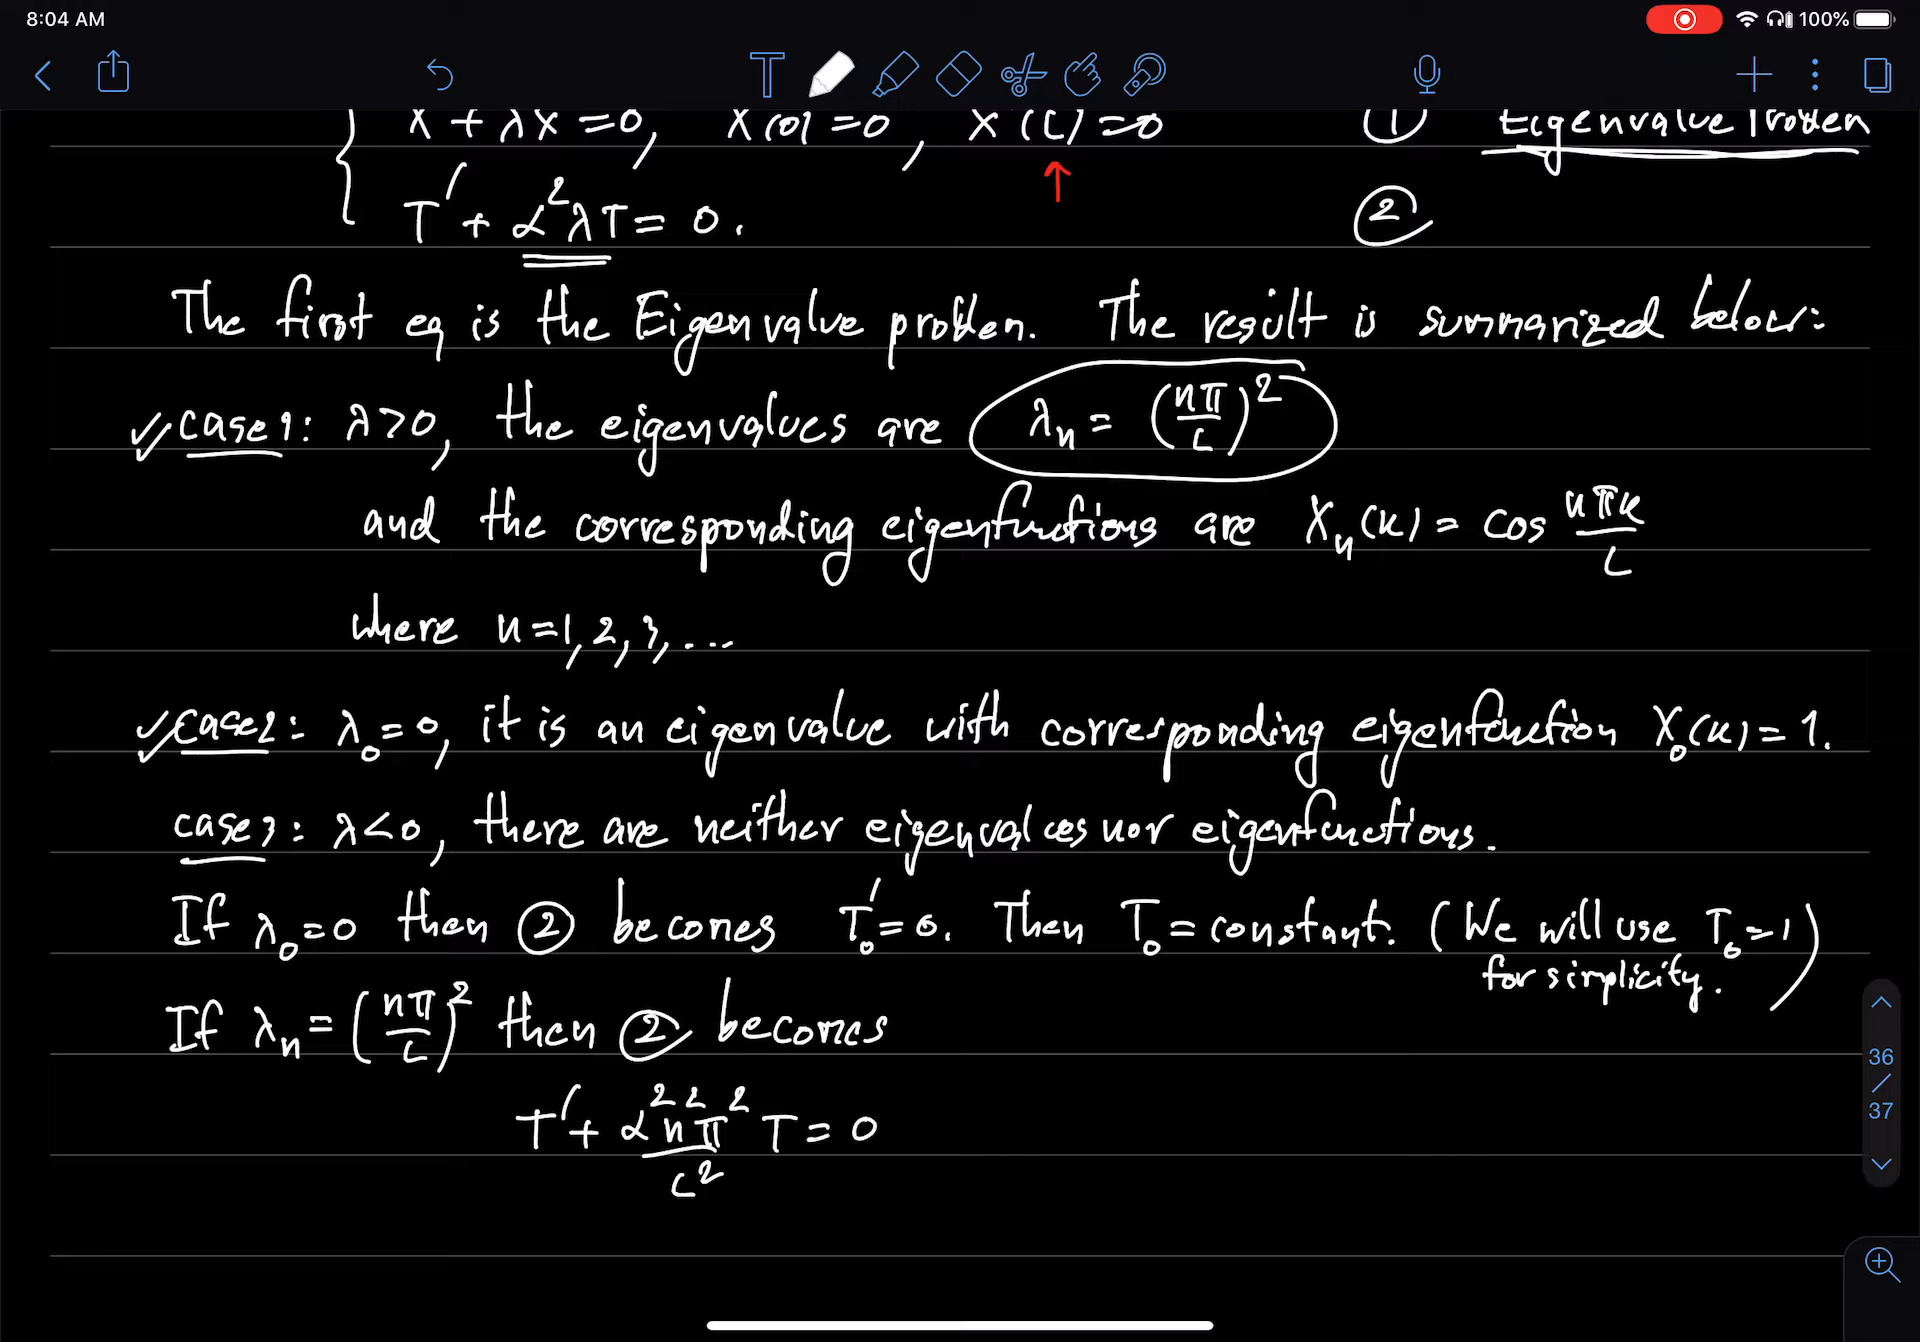 8:04 AM
100%
X + λX = 0, X(0) = 0, X(L) = 0 ① Eigenvalue Problem
T' + α²λT = 0. ②
The first eq is the Eigenvalue problem. The result is summarized below:
case 1: λ>0, the eigenvalues are λn = (nπ/L)²
and the corresponding eigenfunctions are Xn(x) = cos nπx/L
where n=1, 2, 3, ...
case 2: λ₀=0, it is an eigenvalue with corresponding eigenfunction X₀(x) = 1.
case 3: λ<0, there are neither eigenvalues nor eigenfunctions.
If λ₀=0 then ② becomes T₀'=0. Then T₀ = constant. (We will use T₀=1
for simplicity.)
If λn = (nπ/L)² then ② becomes
T' + α²n²π²/L² T = 0
36
/
37